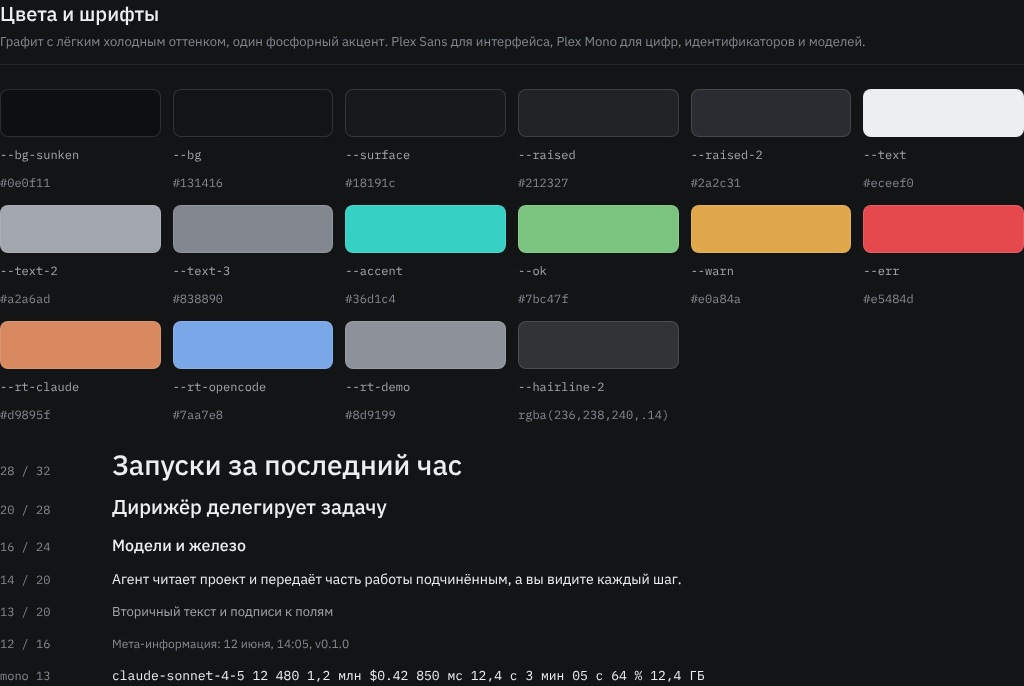 Цвета и шрифты
Графит с лёгким холодным оттенком, один фосфорный акцент. Plex Sans для интерфейса, Plex Mono для цифр, идентификаторов и моделей.
--bg-sunken --bg --surface --raised --raised-2 --text
#0e0f11 #131416 #18191c #212327 #2a2c31 #eceef0
--text-2 --text-3 --accent --ok --warn --err
#a2a6ad #838890 #36d1c4 #7bc47f #e0a84a #e5484d
--rt-claude --rt-opencode --rt-demo --hairline-2
#d9895f #7aa7e8 #8d9199 rgba(236,238,240,.14)
28 / 32 Запуски за последний час
20 / 28 Дирижёр делегирует задачу
16 / 24 Модели и железо
14 / 20 Агент читает проект и передаёт часть работы подчинённым, а вы видите каждый шаг.
13 / 20 Вторичный текст и подписи к полям
12 / 16 Мета-информация: 12 июня, 14:05, v0.1.0
mono 13 claude-sonnet-4-5 12 480 1,2 млн $0.42 850 мс 12,4 с 3 мин 05 с 64 % 12,4 ГБ